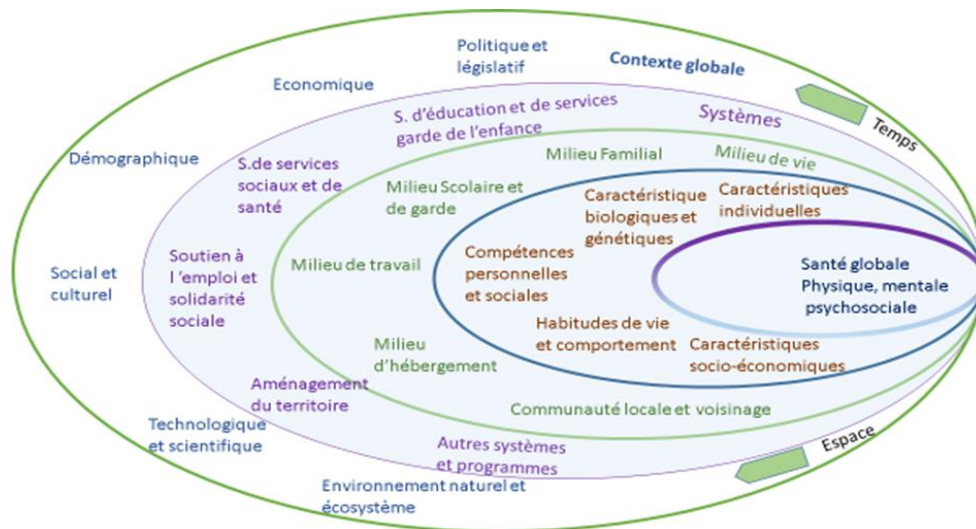 Politique et
législatif
Contexte globale
Economique
S. d'éducation et de services
garde de l'enfance
Systèmes
Temps
Démographique
S.de services
sociaux et de
santé
Milieu Familial
Milieu de vie
Milieu Scolaire et
de garde
Caractéristique
biologiques et
génétiques
Caractéristiques
individuelles
Social et
culturel
Soutien à
l 'emploi et
solidarité
sociale
Milieu de travail
Compétences
personnelles
et sociales
Santé globale
Physique, mentale
psychosociale
Habitudes de vie
et comportement
Caractéristiques
socio-économiques
Milieu
d'hébergement
Aménagement
du territoire
Communauté locale et voisinage
Technologique
et scientifique
Autres systèmes
et programmes
Espace
Environnement naturel et
écosystème